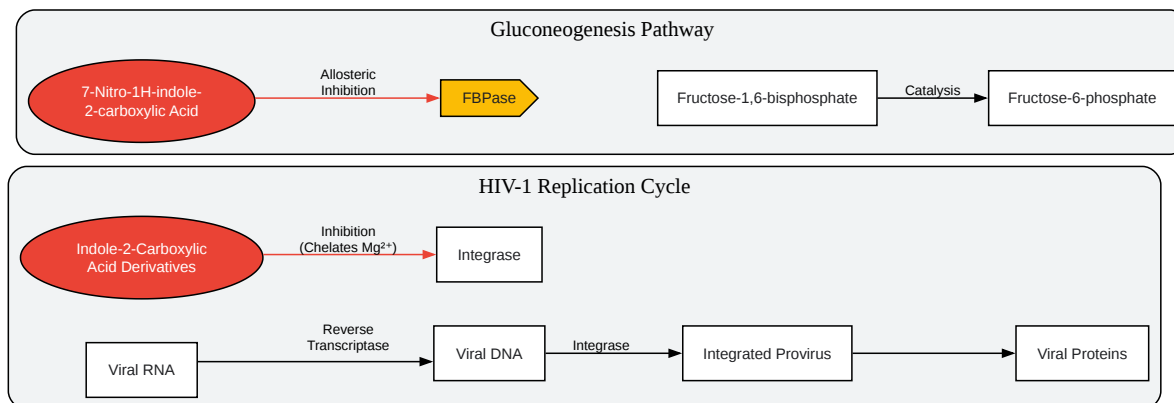 Gluconeogenesis Pathway
7-Nitro-1H-indole-
2-carboxylic Acid
Allosteric
Inhibition
FBPase
Fructose-1,6-bisphosphate
Catalysis
Fructose-6-phosphate
HIV-1 Replication Cycle
Indole-2-Carboxylic
Acid Derivatives
Inhibition
(Chelates Mg²⁺)
Integrase
Viral RNA
Reverse
Transcriptase
Viral DNA
Integrase
Integrated Provirus
Viral Proteins